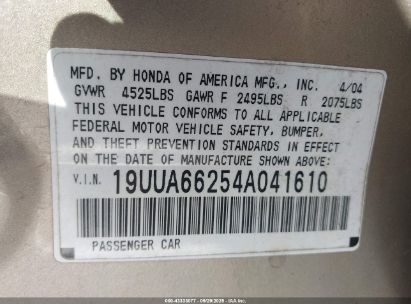 MFD. BY HONDA OF AMERICA MFG., INC. 4/04
GVWR 4525LBS GAWR F 2495LBS R 2075LBS
THIS VEHICLE CONFORMS TO ALL APPLICABLE
FEDERAL MOTOR VEHICLE SAFETY, BUMPER,
AND THEFT PREVENTION STANDARDS IN EFFECT
ON THE DATE OF MANUFACTURE SHOWN ABOVE:
V.I.N. 19UUA66254A041610
PASSENGER CAR